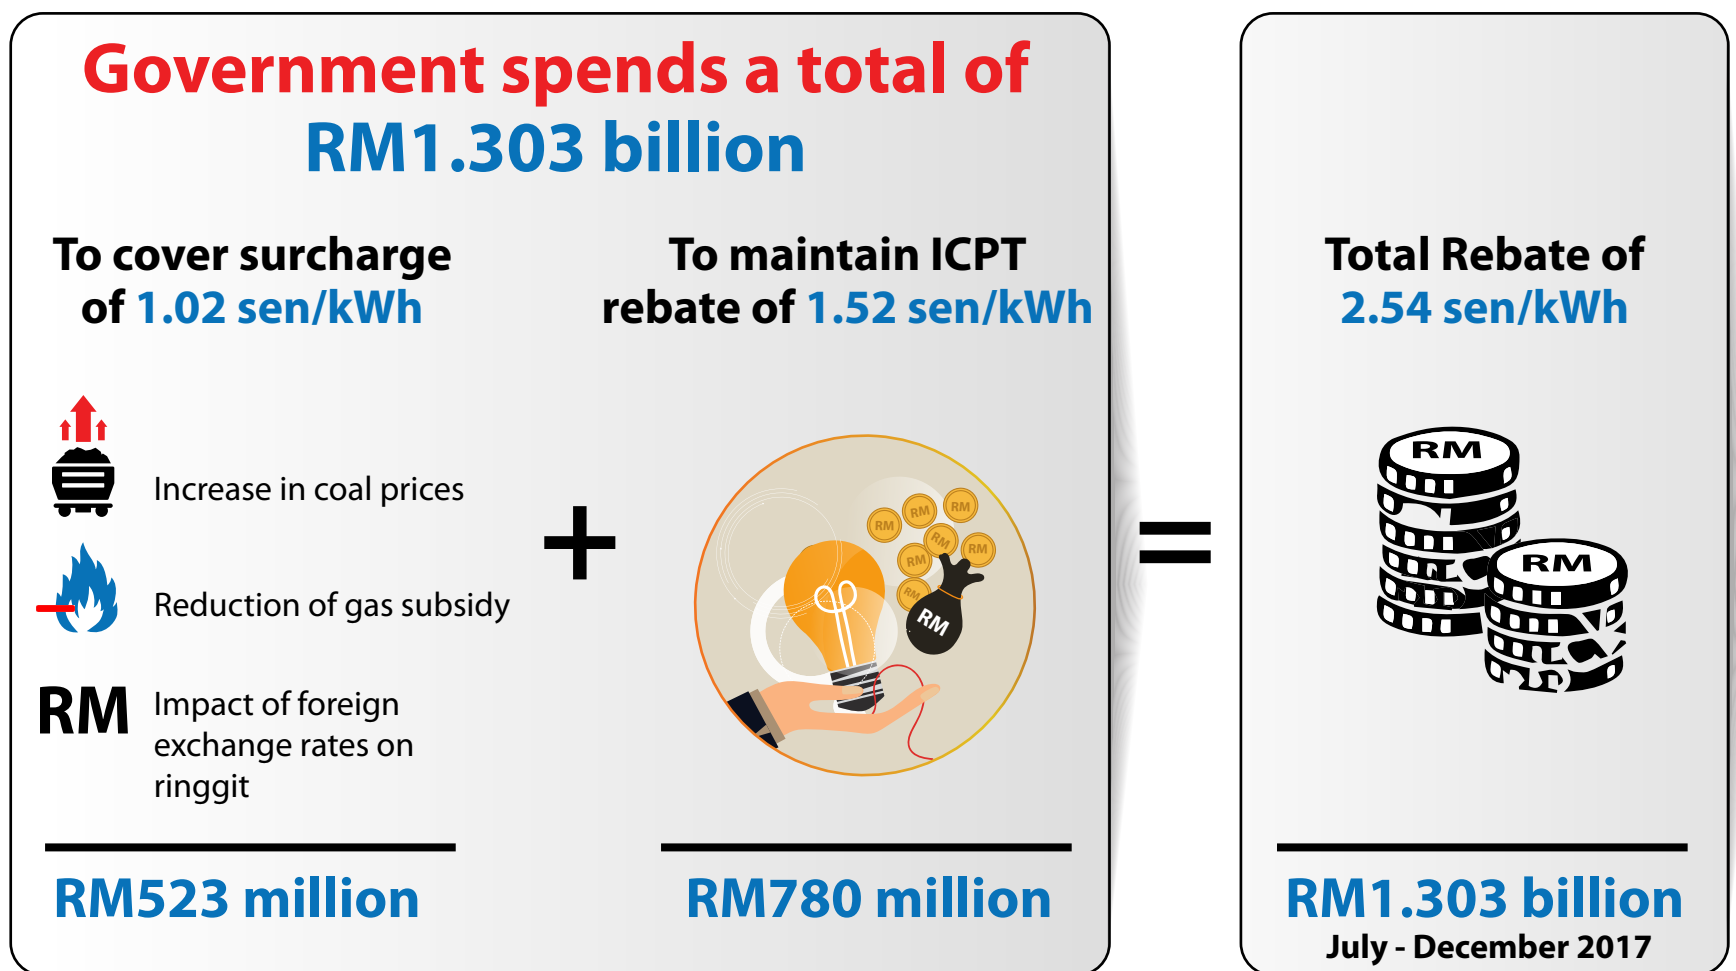 Government spends a total of
RM1.303 billion
To cover surcharge
of 1.02 sen/kWh
Increase in coal prices
Reduction of gas subsidy
RM
Impact of foreign
exchange rates on
ringgit
RM523 million
+
To maintain ICPT
rebate of 1.52 sen/kWh
RM
RM
RM
RM
RM
RM
RM
RM
RM780 million
=
Total Rebate of
2.54 sen/kWh
RM
RM
RM1.303 billion
July - December 2017